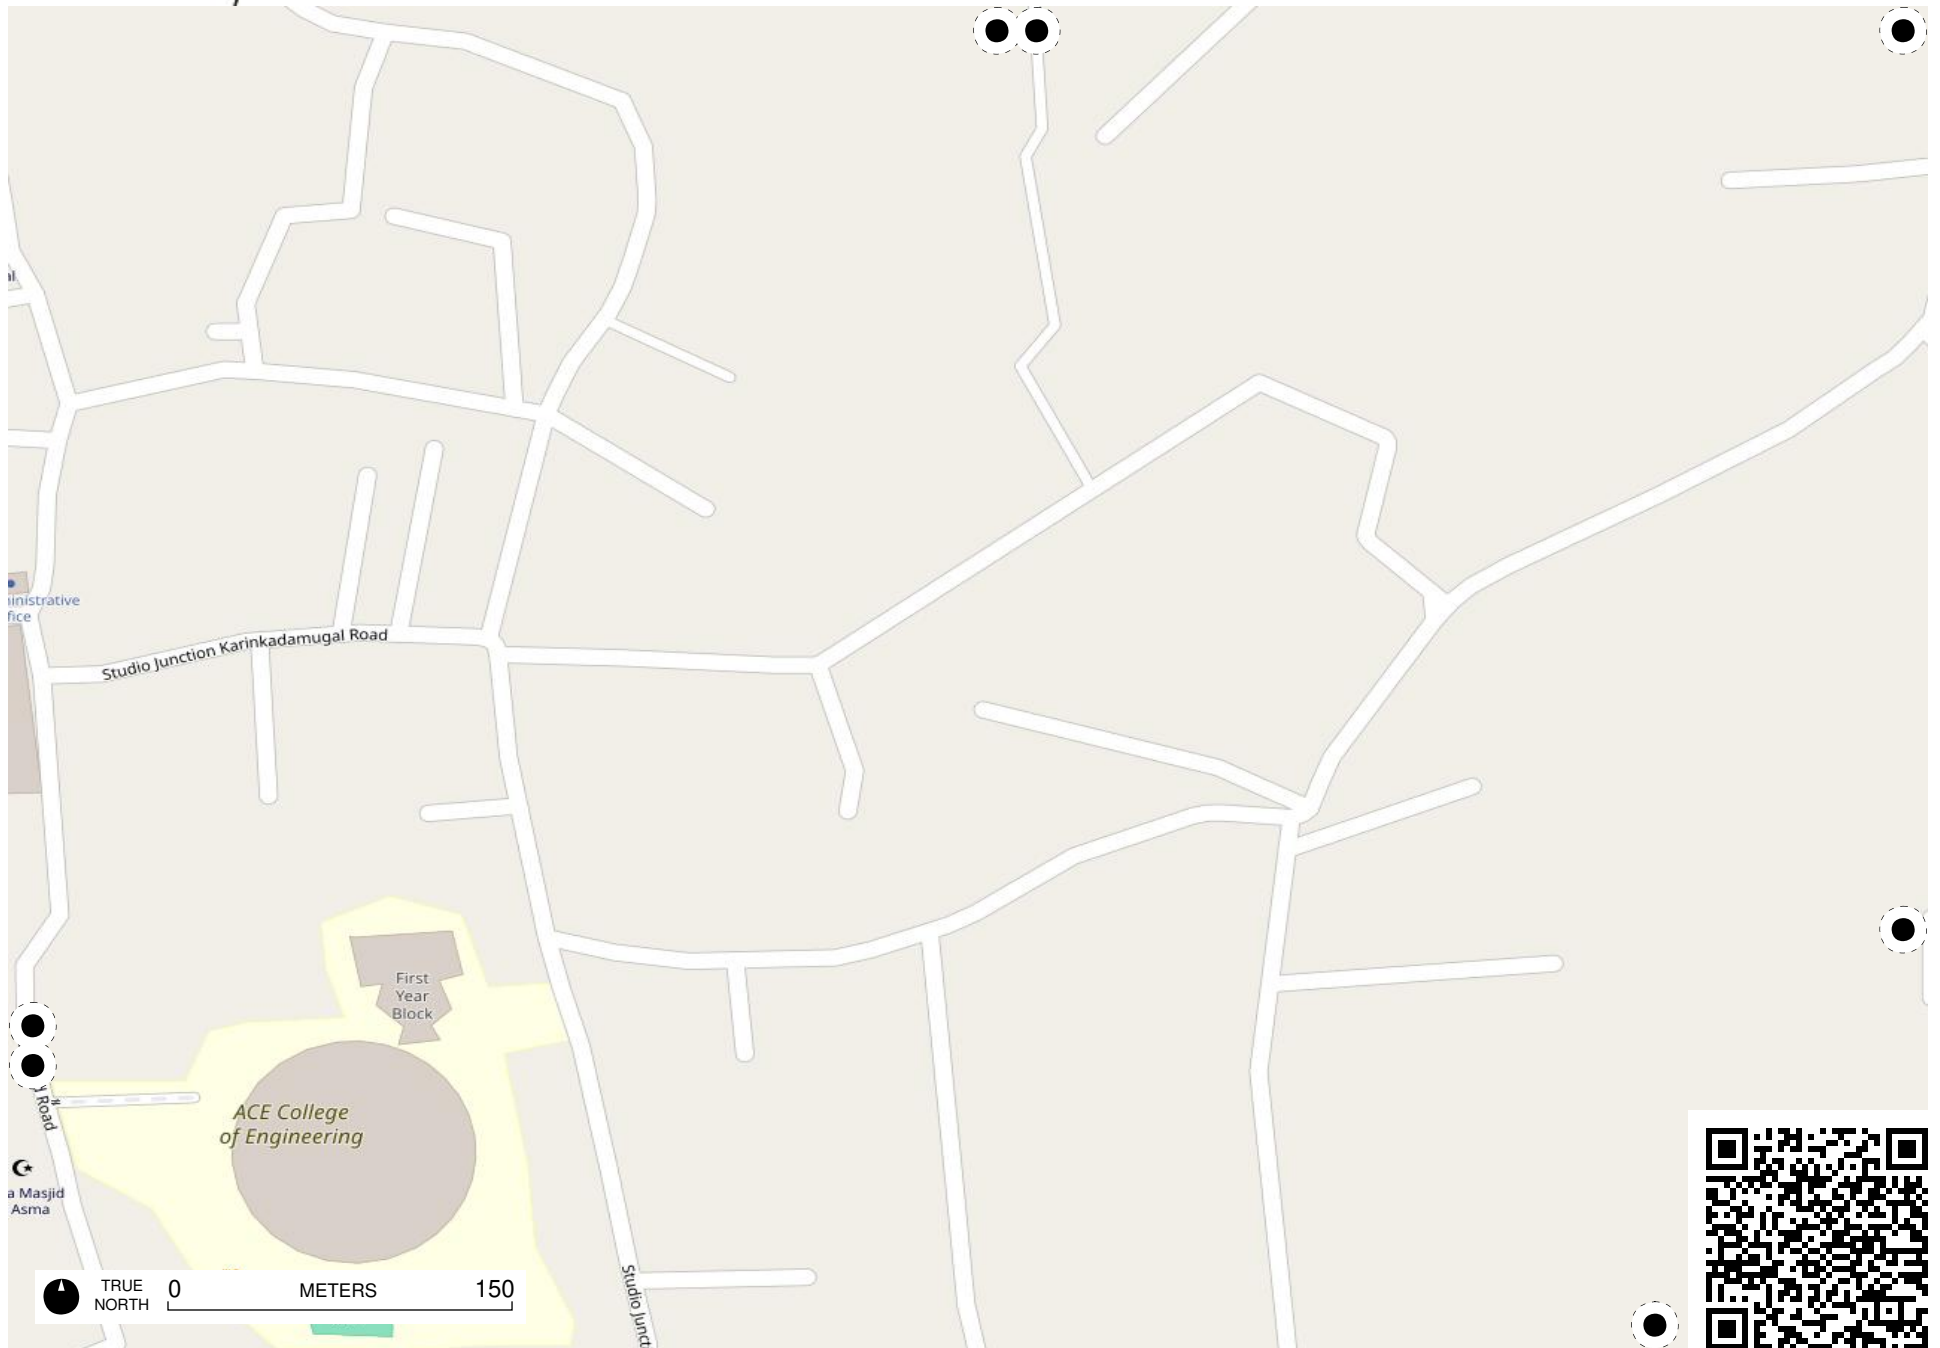 al
inistrative
fice
Studio Junction Karinkadamugal Road
First
Year
Block
Road
ACE College
of Engineering
a Masjid
Asma
TRUE
NORTH
0 METERS 150
Studio Junct